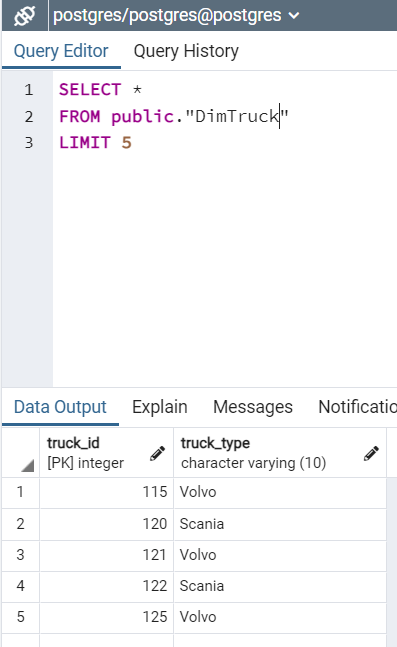 postgres/postgres@postgres
Query Editor Query History
1 SELECT *
2 FROM public."DimTruck"
3 LIMIT 5
Data Output Explain Messages Notificatio
truck_id truck_type
[PK] integer character varying (10)
1 115 Volvo
2 120 Scania
3 121 Volvo
4 122 Scania
5 125 Volvo